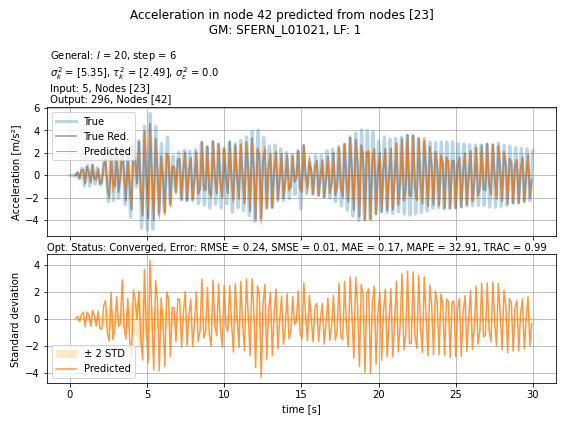 Acceleration in node 42 predicted from nodes [23]
GM: SFERN_L01021, LF: 1
General: l = 20, step = 6
σ²ₖ = [5.35], τ²ₖ = [2.49], σ²ε = 0.0
Input: 5, Nodes [23]
Output: 296, Nodes [42]
Acceleration [m/s²]
6
4
2
0
−2
−4
True
True Red.
Predicted
Opt. Status: Converged, Error: RMSE = 0.24, SMSE = 0.01, MAE = 0.17, MAPE = 32.91, TRAC = 0.99
Standard deviation
4
2
0
−2
−4
± 2 STD
Predicted
0 5 10 15 20 25 30
time [s]